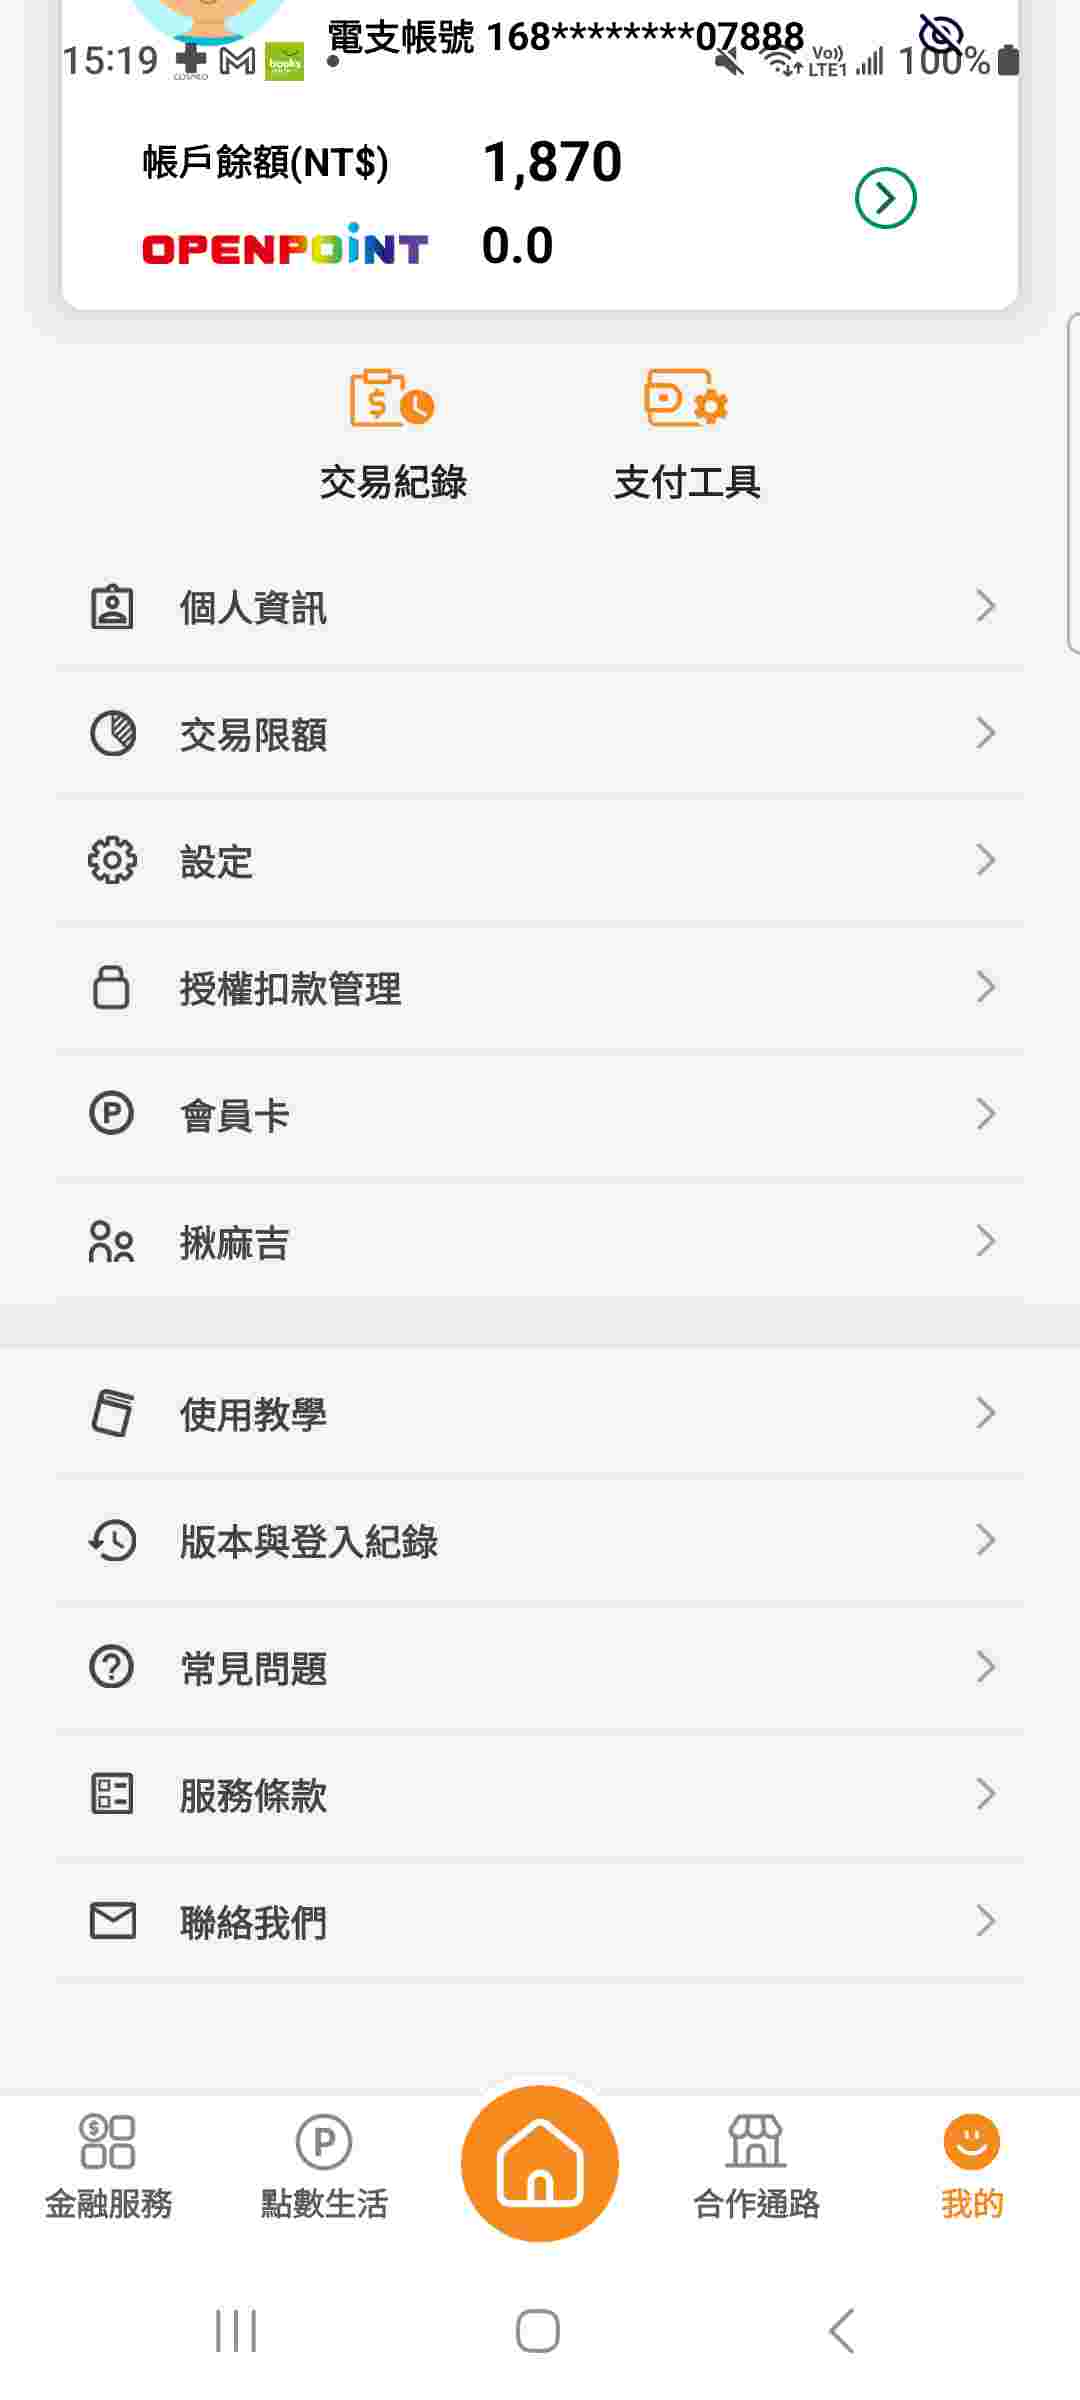 電支帳號 168********07888
15:19 COSMED books Vo)) LTE1 100%
帳戶餘額(NT$) 1,870
OPENPOINT 0.0
交易紀錄 支付工具
個人資訊
交易限額
設定
授權扣款管理
會員卡
揪麻吉
使用教學
版本與登入紀錄
常見問題
服務條款
聯絡我們
金融服務 點數生活 合作通路 我的